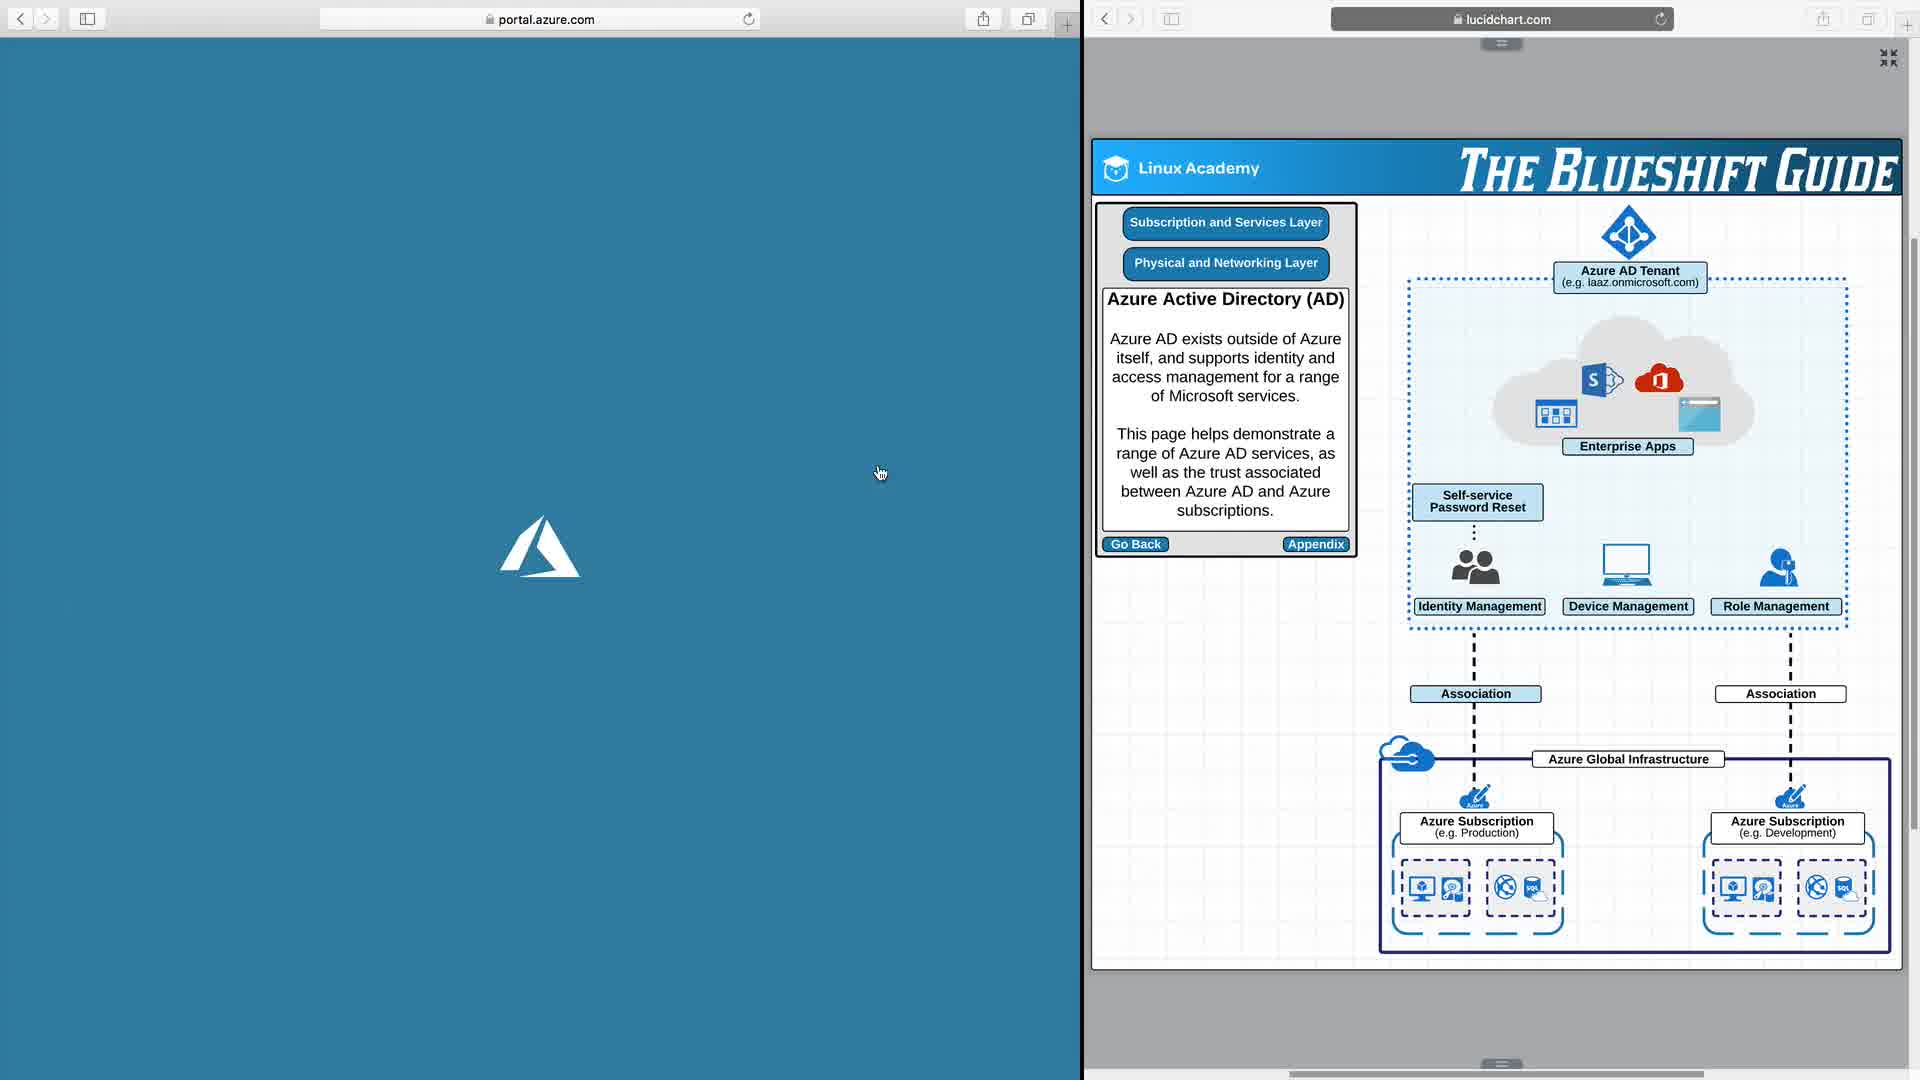 portal.azure.com
lucidchart.com
Linux Academy
THE BLUESHIFT GUIDE
Subscription and Services Layer
Physical and Networking Layer
Azure Active Directory (AD)
Azure AD exists outside of Azure
itself, and supports identity and
access management for a range
of Microsoft services.
This page helps demonstrate a
range of Azure AD services, as
well as the trust associated
between Azure AD and Azure
subscriptions.
Go Back
Appendix
Azure AD Tenant
(e.g. laaz.onmicrosoft.com)
S
Enterprise Apps
Self-service
Password Reset
Identity Management
Device Management
Role Management
Association
Association
Azure Global Infrastructure
Azure
Azure
Azure Subscription
(e.g. Production)
Azure Subscription
(e.g. Development)
SQL
SQL